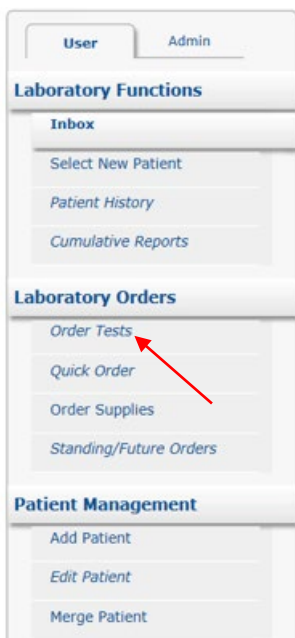 User Admin
Laboratory Functions
Inbox
Select New Patient
Patient History
Cumulative Reports
Laboratory Orders
Order Tests
Quick Order
Order Supplies
Standing/Future Orders
Patient Management
Add Patient
Edit Patient
Merge Patient